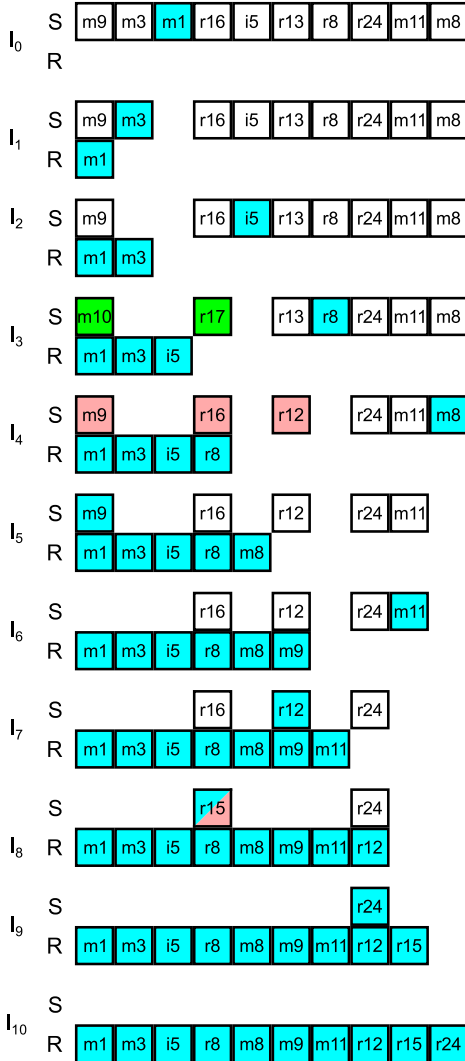 I0
S m9 m3 m1 r16 i5 r13 r8 r24 m11 m8
R
I1
S m9 m3 r16 i5 r13 r8 r24 m11 m8
R m1
I2
S m9 r16 i5 r13 r8 r24 m11 m8
R m1 m3
I3
S m10 r17 r13 r8 r24 m11 m8
R m1 m3 i5
I4
S m9 r16 r12 r24 m11 m8
R m1 m3 i5 r8
I5
S m9 r16 r12 r24 m11
R m1 m3 i5 r8 m8
I6
S r16 r12 r24 m11
R m1 m3 i5 r8 m8 m9
I7
S r16 r12 r24
R m1 m3 i5 r8 m8 m9 m11
I8
S r15 r24
R m1 m3 i5 r8 m8 m9 m11 r12
I9
S r24
R m1 m3 i5 r8 m8 m9 m11 r12 r15
I10
S
R m1 m3 i5 r8 m8 m9 m11 r12 r15 r24